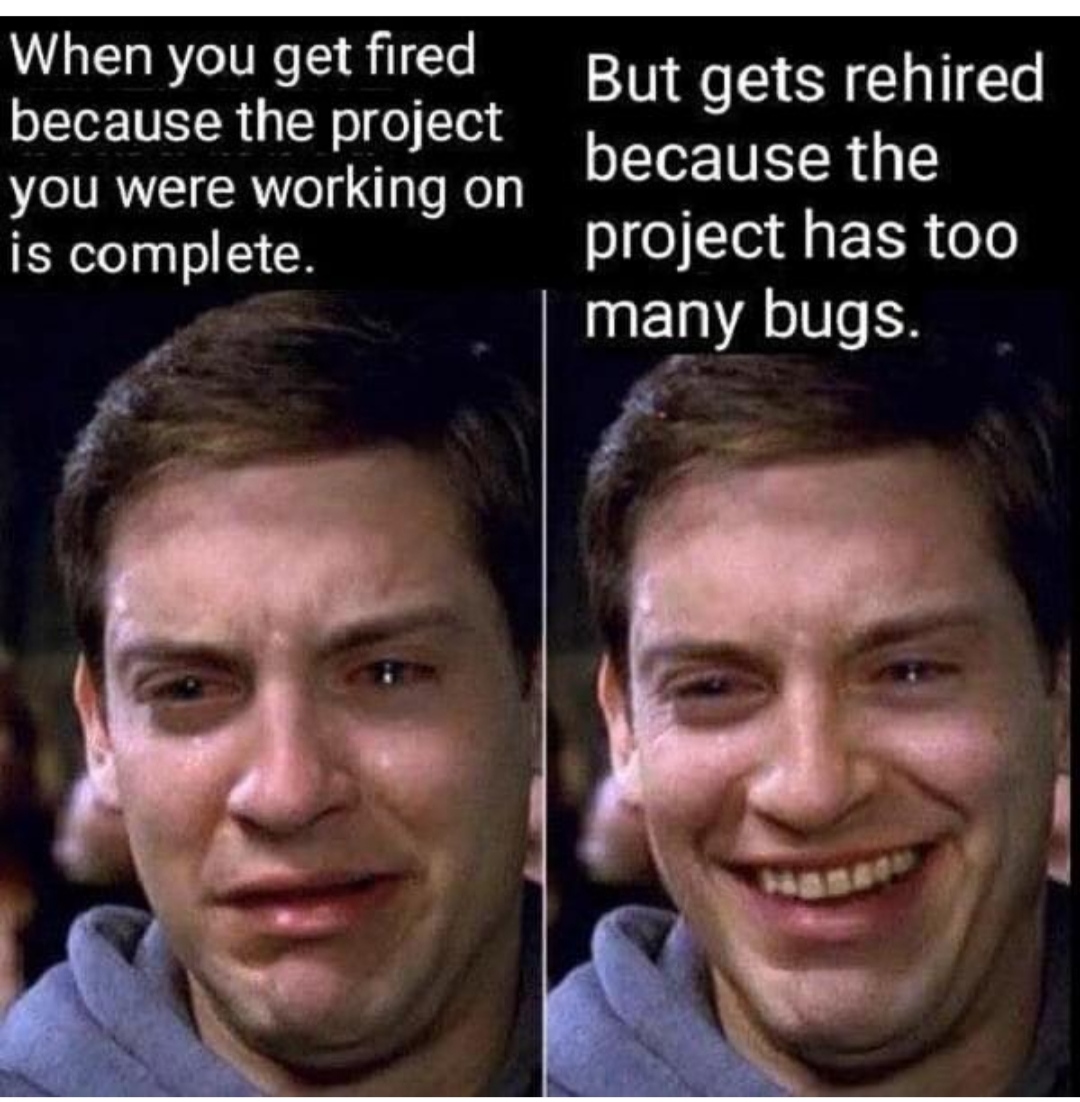 When you get fired
because the project
you were working on
is complete.
But gets rehired
because the
project has too
many bugs.